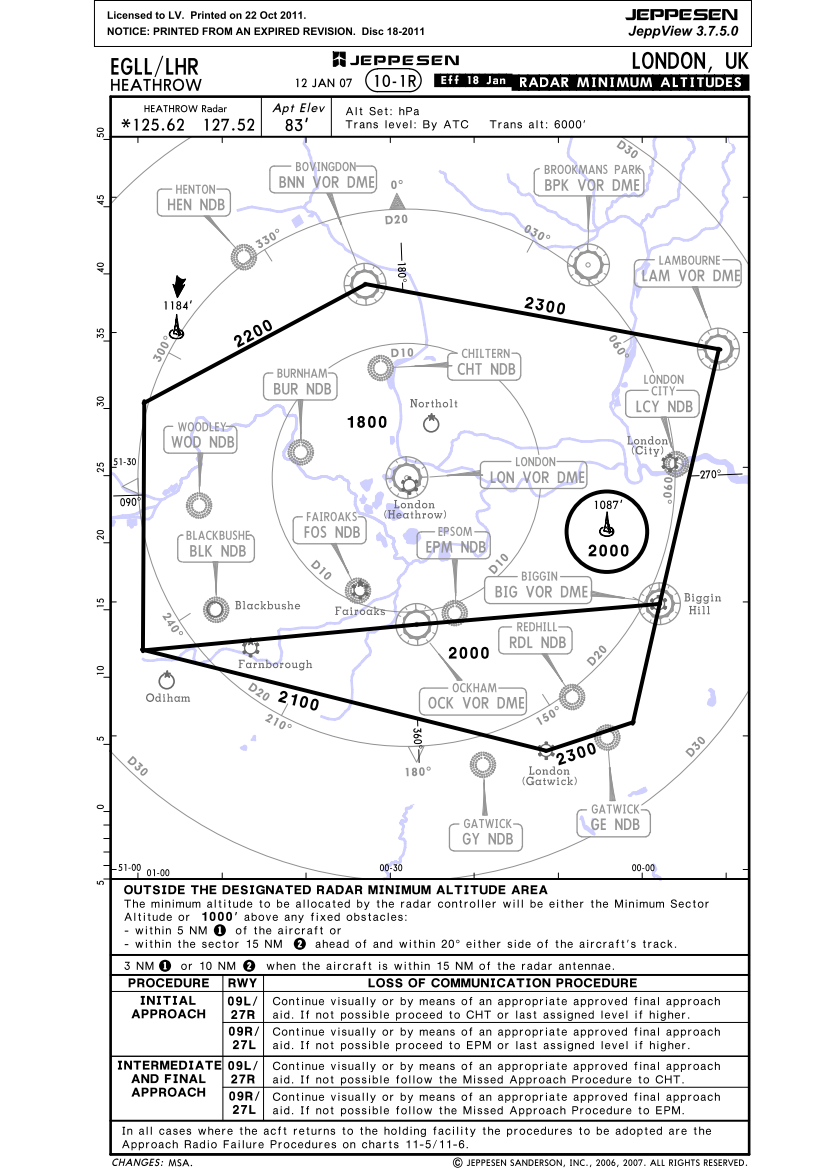 Licensed to LV. Printed on 22 Oct 2011.
NOTICE: PRINTED FROM AN EXPIRED REVISION. Disc 18-2011
JEPPESEN
JeppView 3.7.5.0
EGLL/LHR
HEATHROW
JEPPESEN
12 JAN 07 10-1R Eff 18 Jan
LONDON, UK
RADAR MINIMUM ALTITUDES
HEATHROW Radar
*125.62 127.52
Apt Elev
83'
Alt Set: hPa
Trans level: By ATC Trans alt: 6000'
50
45
40
35
30
25
20
15
10
5
0
5
D30
BOVINGDON
BNN VOR DME
BROOKMANS PARK
BPK VOR DME
HENTON
HEN NDB
0°
D20
330°
030°
180°
LAMBOURNE
LAM VOR DME
1184'
2200
2300
300°
060°
D10
CHILTERN
CHT NDB
BURNHAM
BUR NDB
LONDON
CITY
LCY NDB
1800
Northolt
WOODLEY
WOD NDB
London
(City)
51-30
090°
LONDON
LON VOR DME
270°
090°
London
(Heathrow)
1087'
2000
FAIROAKS
FOS NDB
EPSOM
EPM NDB
BLACKBUSHE
BLK NDB
D10
D10
BIGGIN
BIG VOR DME
Blackbushe
Fairoaks
Biggin
Hill
240°
REDHILL
RDL NDB
2000
Farnborough
D20
Odiham
D20
2100
OCKHAM
OCK VOR DME
210°
150°
360°
180°
2300
London
(Gatwick)
D30
D30
GATWICK
GY NDB
GATWICK
GE NDB
51-00
01-00
00-30
00-00
OUTSIDE THE DESIGNATED RADAR MINIMUM ALTITUDE AREA
The minimum altitude to be allocated by the radar controller will be either the Minimum Sector
Altitude or 1000' above any fixed obstacles:
- within 5 NM ❶ of the aircraft or
- within the sector 15 NM ❷ ahead of and within 20° either side of the aircraft's track.
3 NM ❶ or 10 NM ❷ when the aircraft is within 15 NM of the radar antennae.
PROCEDURE RWY LOSS OF COMMUNICATION PROCEDURE
INITIAL
APPROACH
09L/
27R
Continue visually or by means of an appropriate approved final approach
aid. If not possible proceed to CHT or last assigned level if higher.
09R/
27L
Continue visually or by means of an appropriate approved final approach
aid. If not possible proceed to EPM or last assigned level if higher.
INTERMEDIATE
AND FINAL
APPROACH
09L/
27R
Continue visually or by means of an appropriate approved final approach
aid. If not possible follow the Missed Approach Procedure to CHT.
09R/
27L
Continue visually or by means of an appropriate approved final approach
aid. If not possible follow the Missed Approach Procedure to EPM.
In all cases where the acft returns to the holding facility the procedures to be adopted are the
Approach Radio Failure Procedures on charts 11-5/11-6.
CHANGES: MSA.
© JEPPESEN SANDERSON, INC., 2006, 2007. ALL RIGHTS RESERVED.